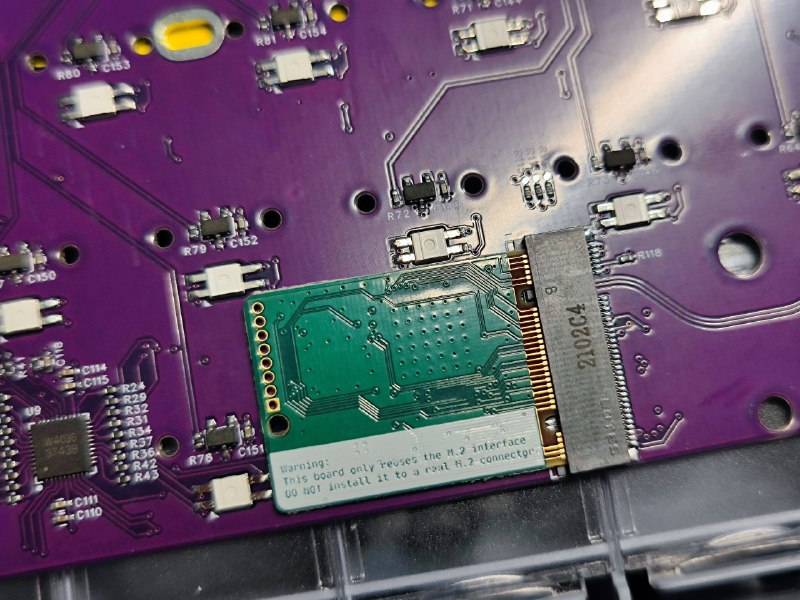 R81 C154
R71
R80 C153
R72
R118
R79 C152
C150
B
2102C4
C114
C115
U9
R24
R29
R32
R31
R34
R37
R36
R42
R43
R78 C151
C111
C110
Warning:
This board only reuses the M.2 interface
DO NOT install it to a real M.2 connector